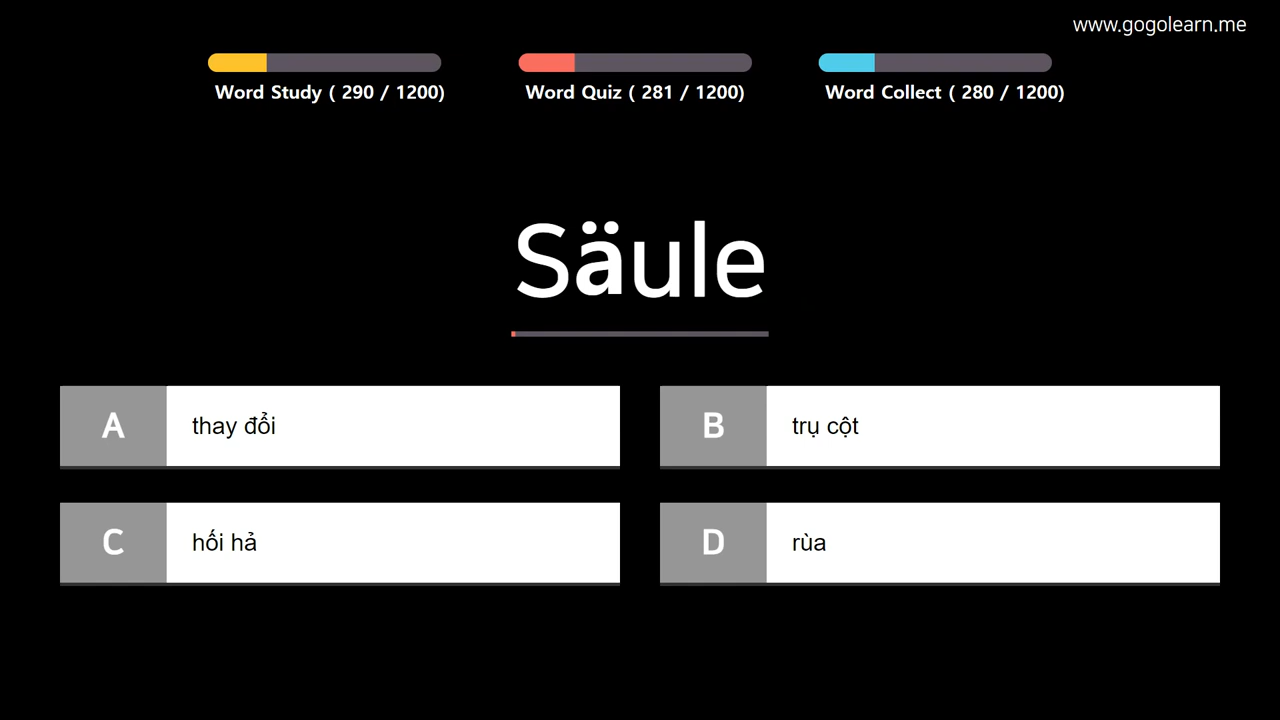 www.gogolearn.me
Word Study ( 290 / 1200)
Word Quiz ( 281 / 1200)
Word Collect ( 280 / 1200)
Säule
A thay đổi
B trụ cột
C hối hả
D rùa